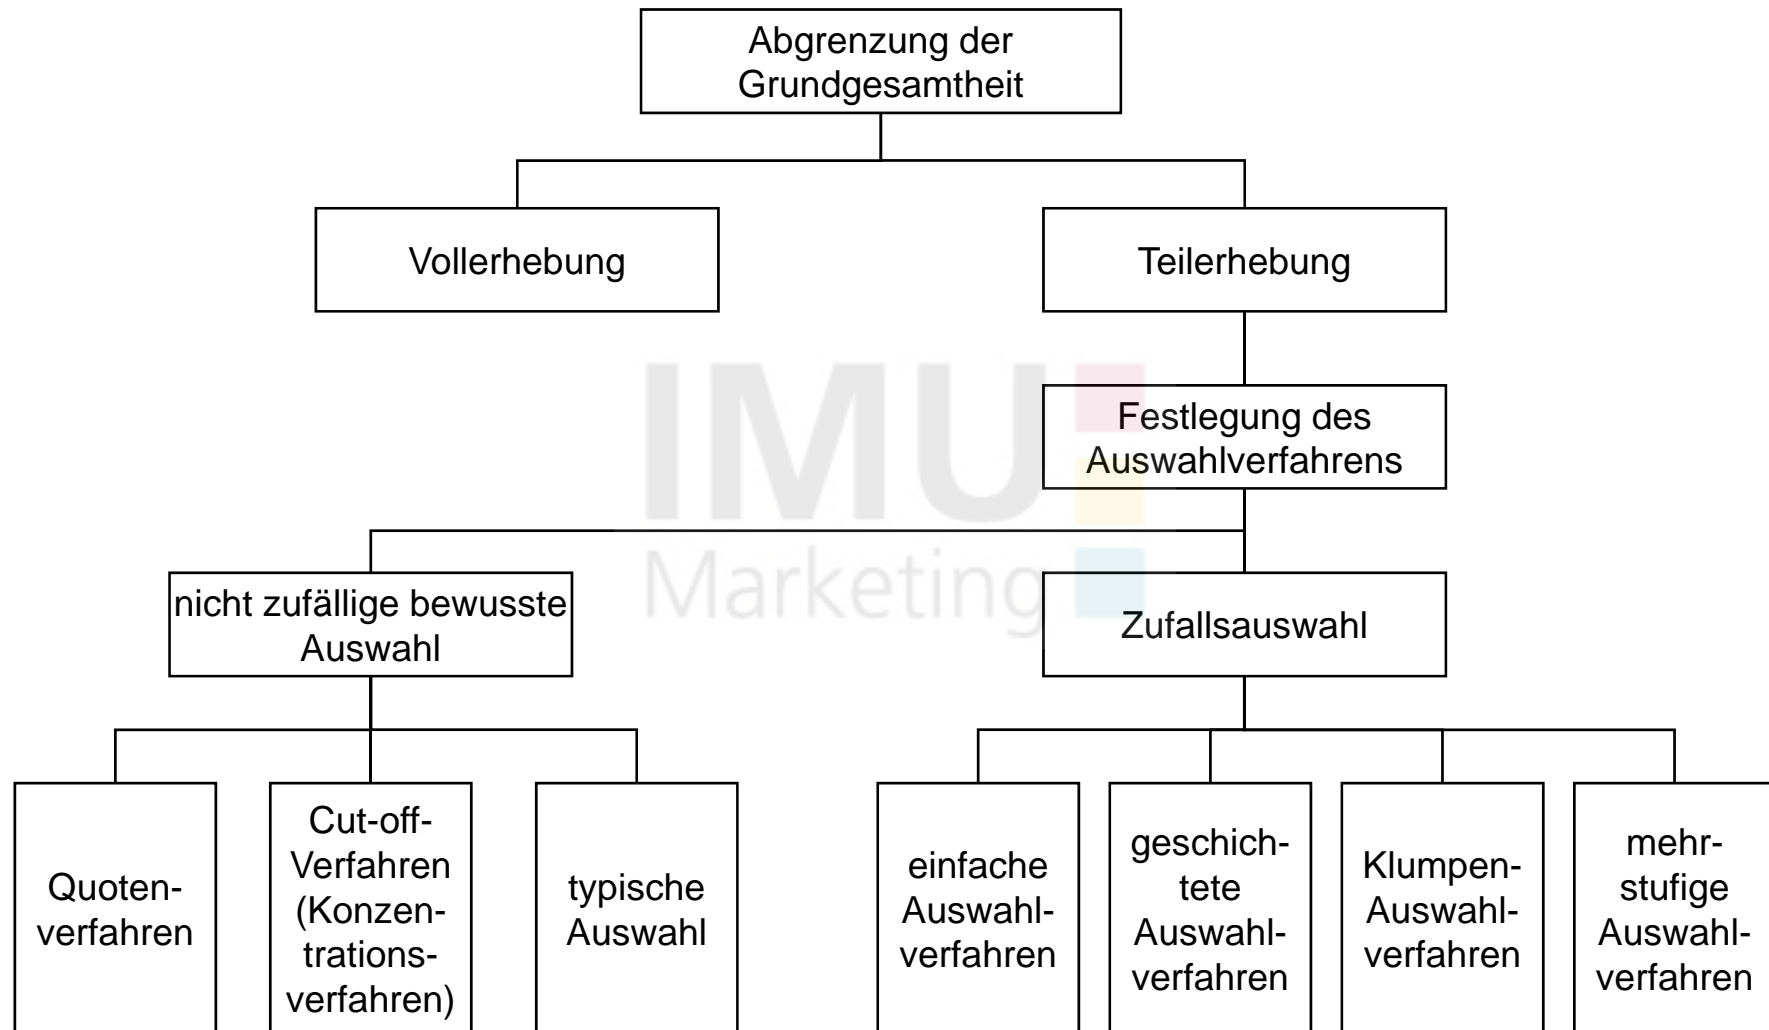 Abgrenzung der
Grundgesamtheit
Vollerhebung
Teilerhebung
IMU
Marketing
Festlegung des
Auswahlverfahrens
nicht zufällige bewusste
Auswahl
Zufallsauswahl
Quoten-
verfahren
Cut-off-
Verfahren
(Konzen-
trations-
verfahren)
typische
Auswahl
einfache
Auswahl-
verfahren
geschich-
tete
Auswahl-
verfahren
Klumpen-
Auswahl-
verfahren
mehr-
stufige
Auswahl-
verfahren